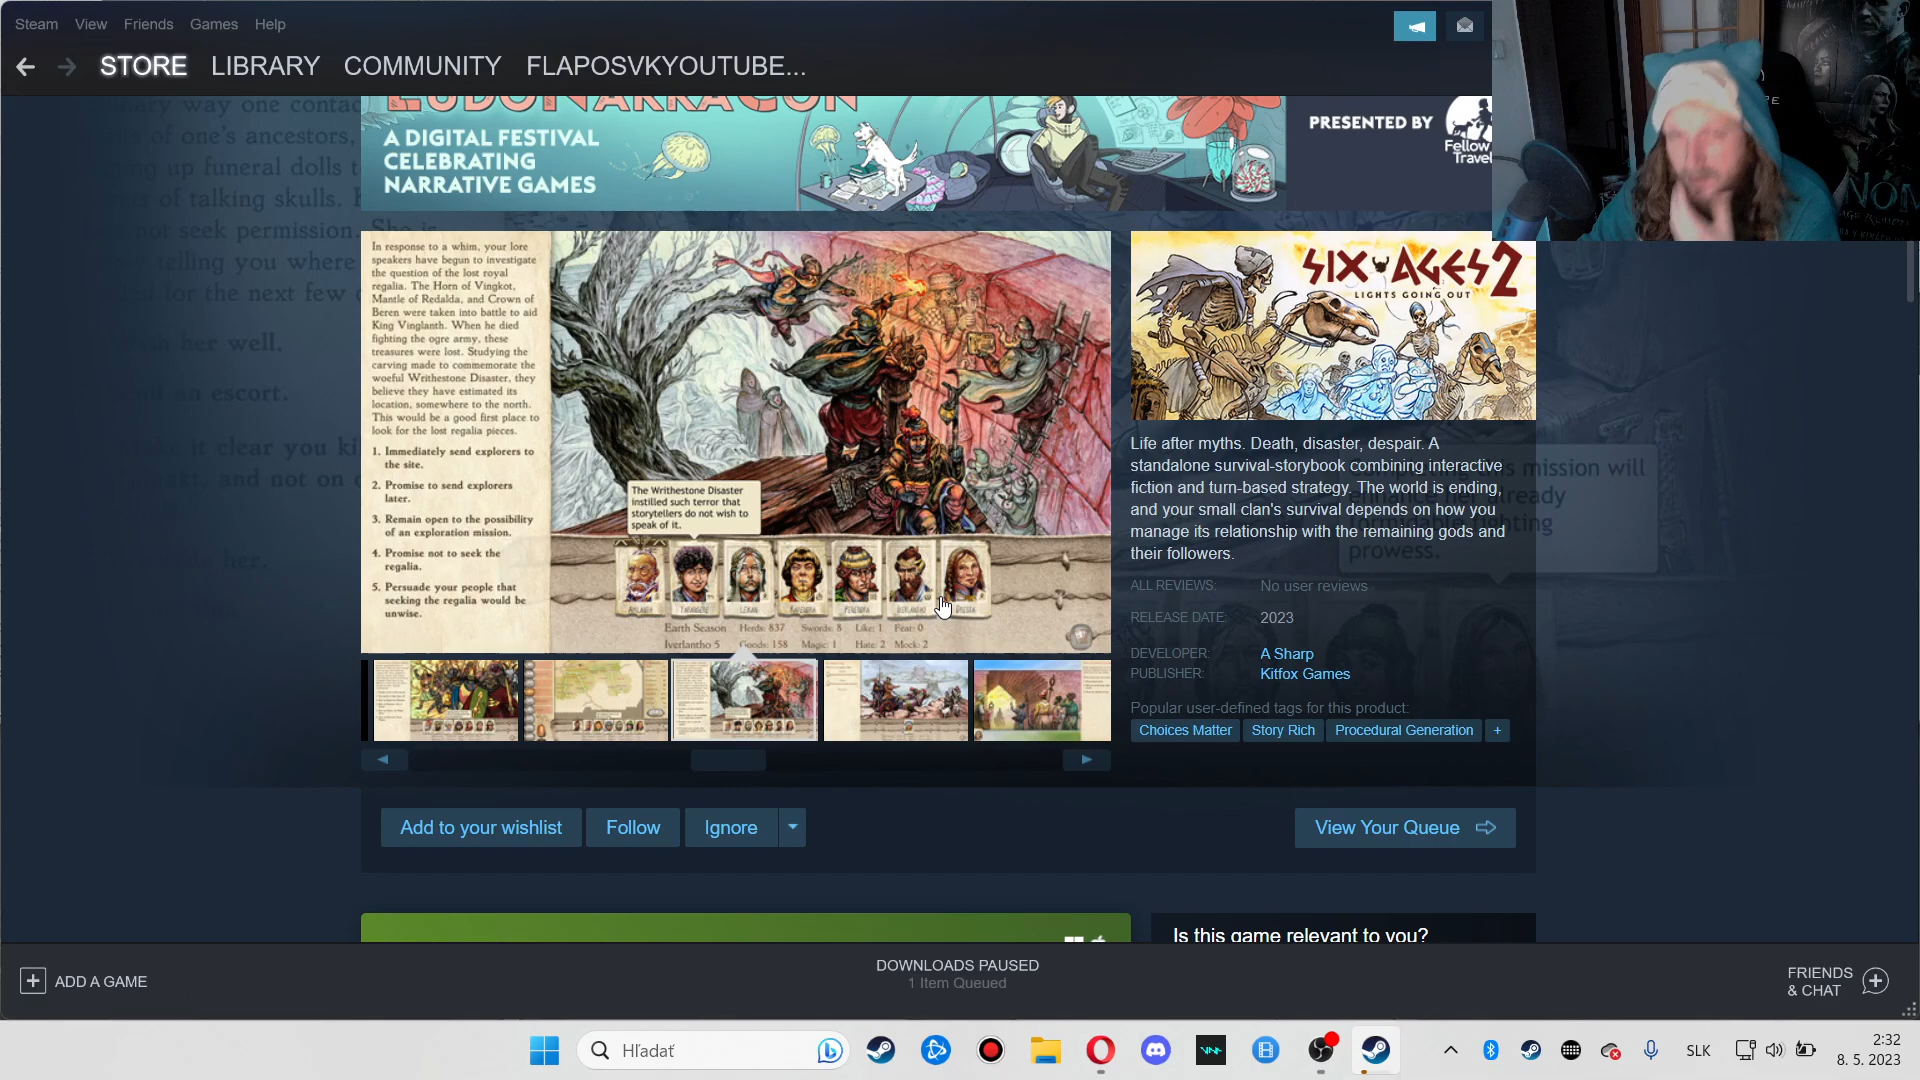 Steam View Friends Games Help
STORE LIBRARY COMMUNITY FLAPOSVKYOUTUBE...
LUDONARRACON
A DIGITAL FESTIVAL
CELEBRATING
NARRATIVE GAMES
PRESENTED BY
Fellow
Travel
In response to a whim, your lore
speakers have begun to investigate
the question of the lost royal
regalia. The Horn of Vingkot,
Mantle of Redalda, and Crown of
Beren were taken into battle to aid
King Vinglanth. When he died
fighting the ogre army, these
treasures were lost. Studying the
carving made to commemorate the
woeful Writhestone Disaster, they
believe they have estimated its
location, somewhere to the north.
This would be a good first place to
look for the lost regalia pieces.
1. Immediately send explorers to
the site.
2. Promise to send explorers
later.
3. Remain open to the possibility
of an exploration mission.
4. Promise not to seek the
regalia.
5. Persuade your people that
seeking the regalia would be
unwise.
The Writhestone Disaster
instilled such terror that
storytellers do not wish to
speak of it.
Earth Season Herds: 837 Swords: 8 Like: 1 Fear: 0
Iverlantho 5 Goods: 158 Magic: 1 Hate: 2 Mock: 2
SIX AGES 2
LIGHTS GOING OUT
Life after myths. Death, disaster, despair. A
standalone survival-storybook combining interactive
fiction and turn-based strategy. The world is ending,
and your small clan's survival depends on how you
manage its relationship with the remaining gods and
their followers.
ALL REVIEWS: No user reviews
RELEASE DATE: 2023
DEVELOPER: A Sharp
PUBLISHER: Kitfox Games
Popular user-defined tags for this product:
Choices Matter Story Rich Procedural Generation +
Add to your wishlist Follow Ignore View Your Queue
Is this game relevant to you?
ADD A GAME
DOWNLOADS PAUSED
1 Item Queued
FRIENDS
& CHAT
Hľadať
SLK
2:32
8. 5. 2023